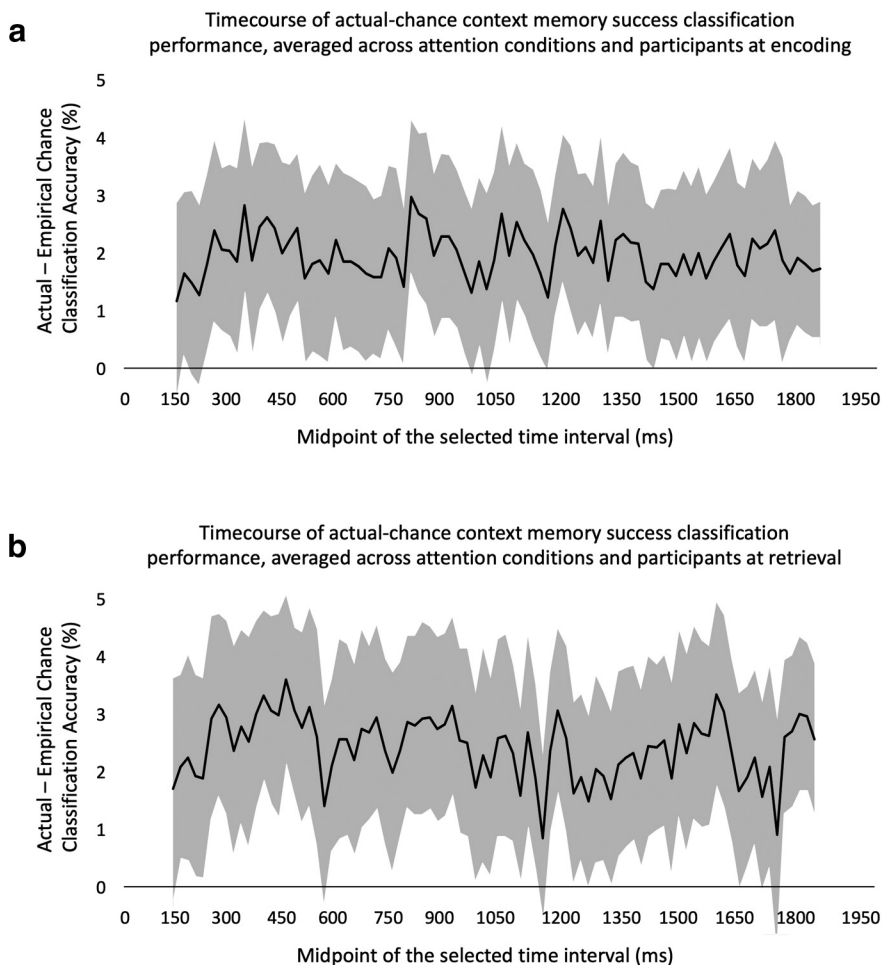 a
Timecourse of actual-chance context memory success classification
performance, averaged across attention conditions and participants at encoding
Actual – Empirical Chance
Classification Accuracy (%)
5
4
3
2
1
0
0 150 300 450 600 750 900 1050 1200 1350 1500 1650 1800 1950
Midpoint of the selected time interval (ms)
b
Timecourse of actual-chance context memory success classification
performance, averaged across attention conditions and participants at retrieval
Actual – Empirical Chance
Classification Accuracy (%)
5
4
3
2
1
0
0 150 300 450 600 750 900 1050 1200 1350 1500 1650 1800 1950
Midpoint of the selected time interval (ms)